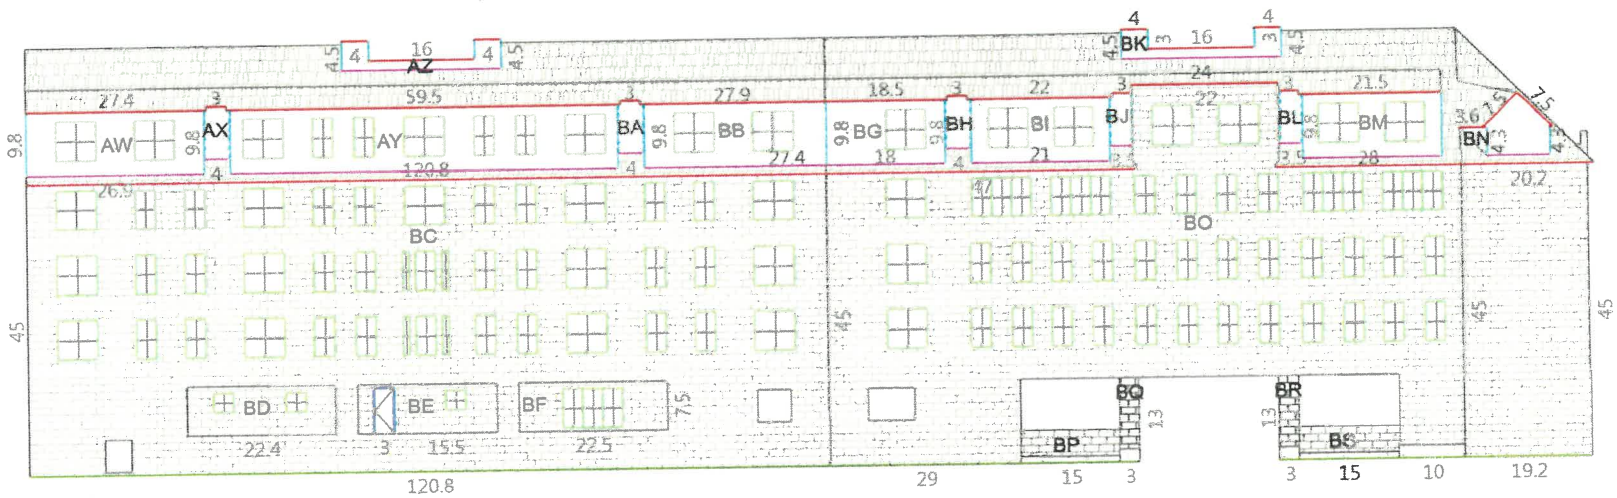 4 4
4.5 4 16 4 4.5 4.5 BK 3 16 3 4.5
AZ
24
27.4 3 59.5 3 27.9 18.5 3 22 3 22 3 21.5
7.5 7.5
9.8 AW 9.8 AX AY BA 9.8 BB 9.8 BG 9.8 BH BI BJ BL 9.8 BM 3.6 BN 4.3 4.3
4 120.8 4 27.4 18 4 21 3.5 3.5 28
26.9 47 20.2
BC BO
45 45 45 45
BD BE BF 7.5 BQ 13 13 BR
22.4 3 15.5 22.5 BP BS
120.8 29 15 3 3 15 10 19.2